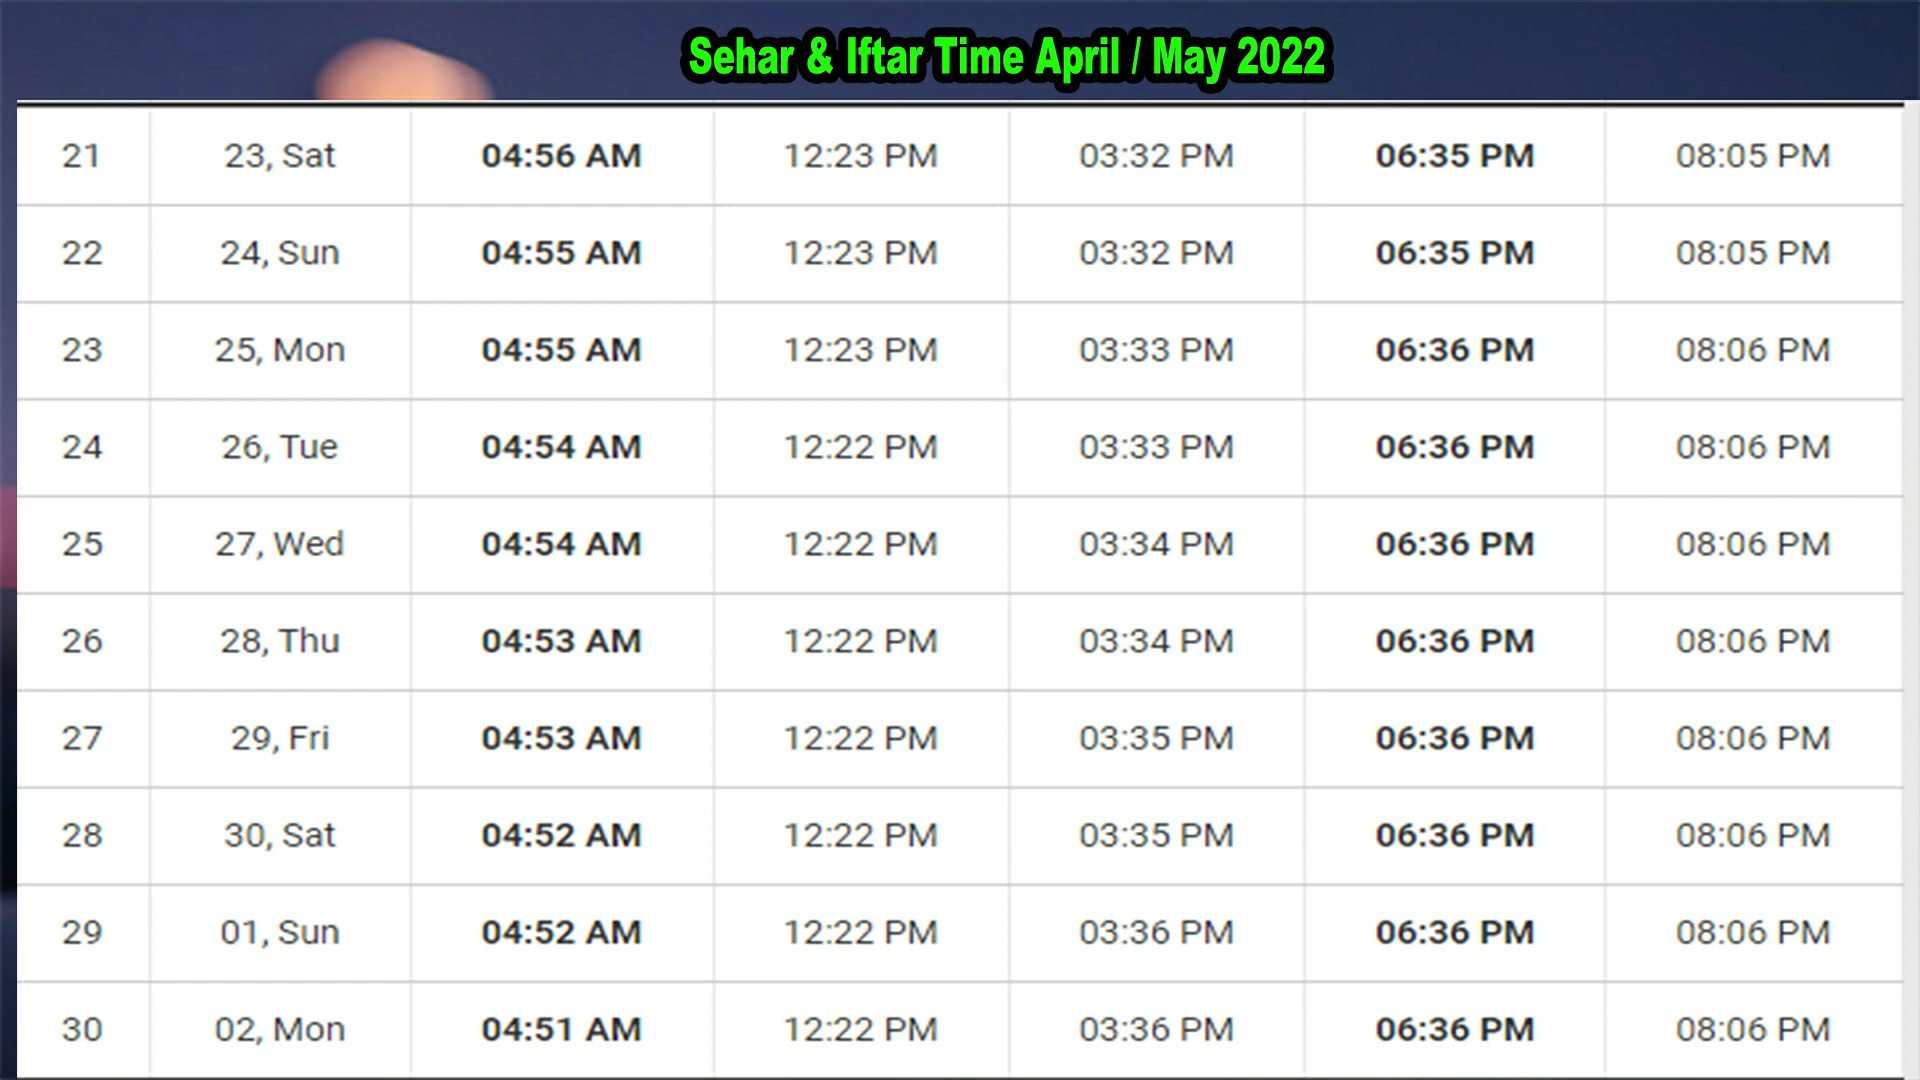 Sehar & Iftar Time April / May 2022
21 23, Sat 04:56 AM 12:23 PM 03:32 PM 06:35 PM 08:05 PM
22 24, Sun 04:55 AM 12:23 PM 03:32 PM 06:35 PM 08:05 PM
23 25, Mon 04:55 AM 12:23 PM 03:33 PM 06:36 PM 08:06 PM
24 26, Tue 04:54 AM 12:22 PM 03:33 PM 06:36 PM 08:06 PM
25 27, Wed 04:54 AM 12:22 PM 03:34 PM 06:36 PM 08:06 PM
26 28, Thu 04:53 AM 12:22 PM 03:34 PM 06:36 PM 08:06 PM
27 29, Fri 04:53 AM 12:22 PM 03:35 PM 06:36 PM 08:06 PM
28 30, Sat 04:52 AM 12:22 PM 03:35 PM 06:36 PM 08:06 PM
29 01, Sun 04:52 AM 12:22 PM 03:36 PM 06:36 PM 08:06 PM
30 02, Mon 04:51 AM 12:22 PM 03:36 PM 06:36 PM 08:06 PM